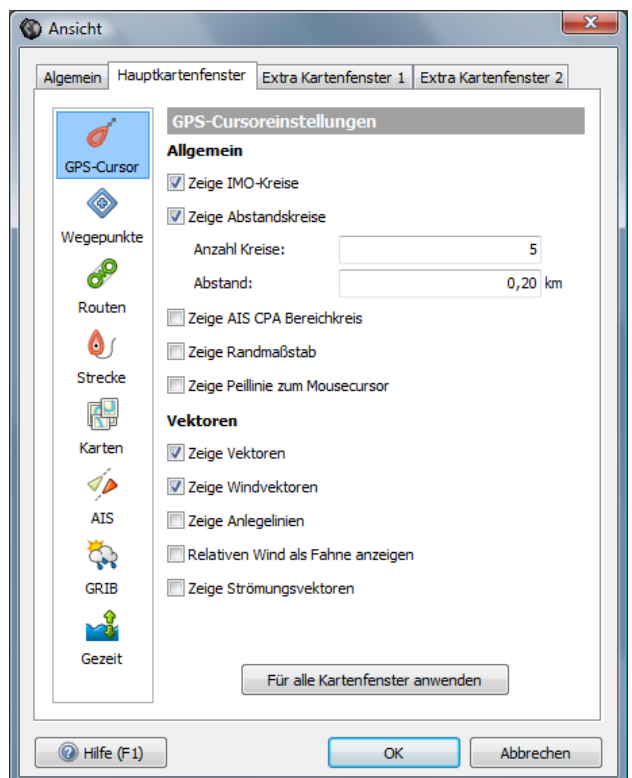 Ansicht
Algemein
Hauptkartenfenster
Extra Kartenfenster 1
Extra Kartenfenster 2
GPS-Cursor
Wegepunkte
Routen
Strecke
Karten
AIS
GRIB
Gezeit
GPS-Cursoreinstellungen
Allgemein
Zeige IMO-Kreise
Zeige Abstandskreise
Anzahl Kreise: 5
Abstand: 0,20 km
Zeige AIS CPA Bereichkreis
Zeige Randmaßstab
Zeige Peillinie zum Mousecursor
Vektoren
Zeige Vektoren
Zeige Windvektoren
Zeige Anlegelinien
Relativen Wind als Fahne anzeigen
Zeige Strömungsvektoren
Für alle Kartenfenster anwenden
Hilfe (F1)
OK
Abbrechen